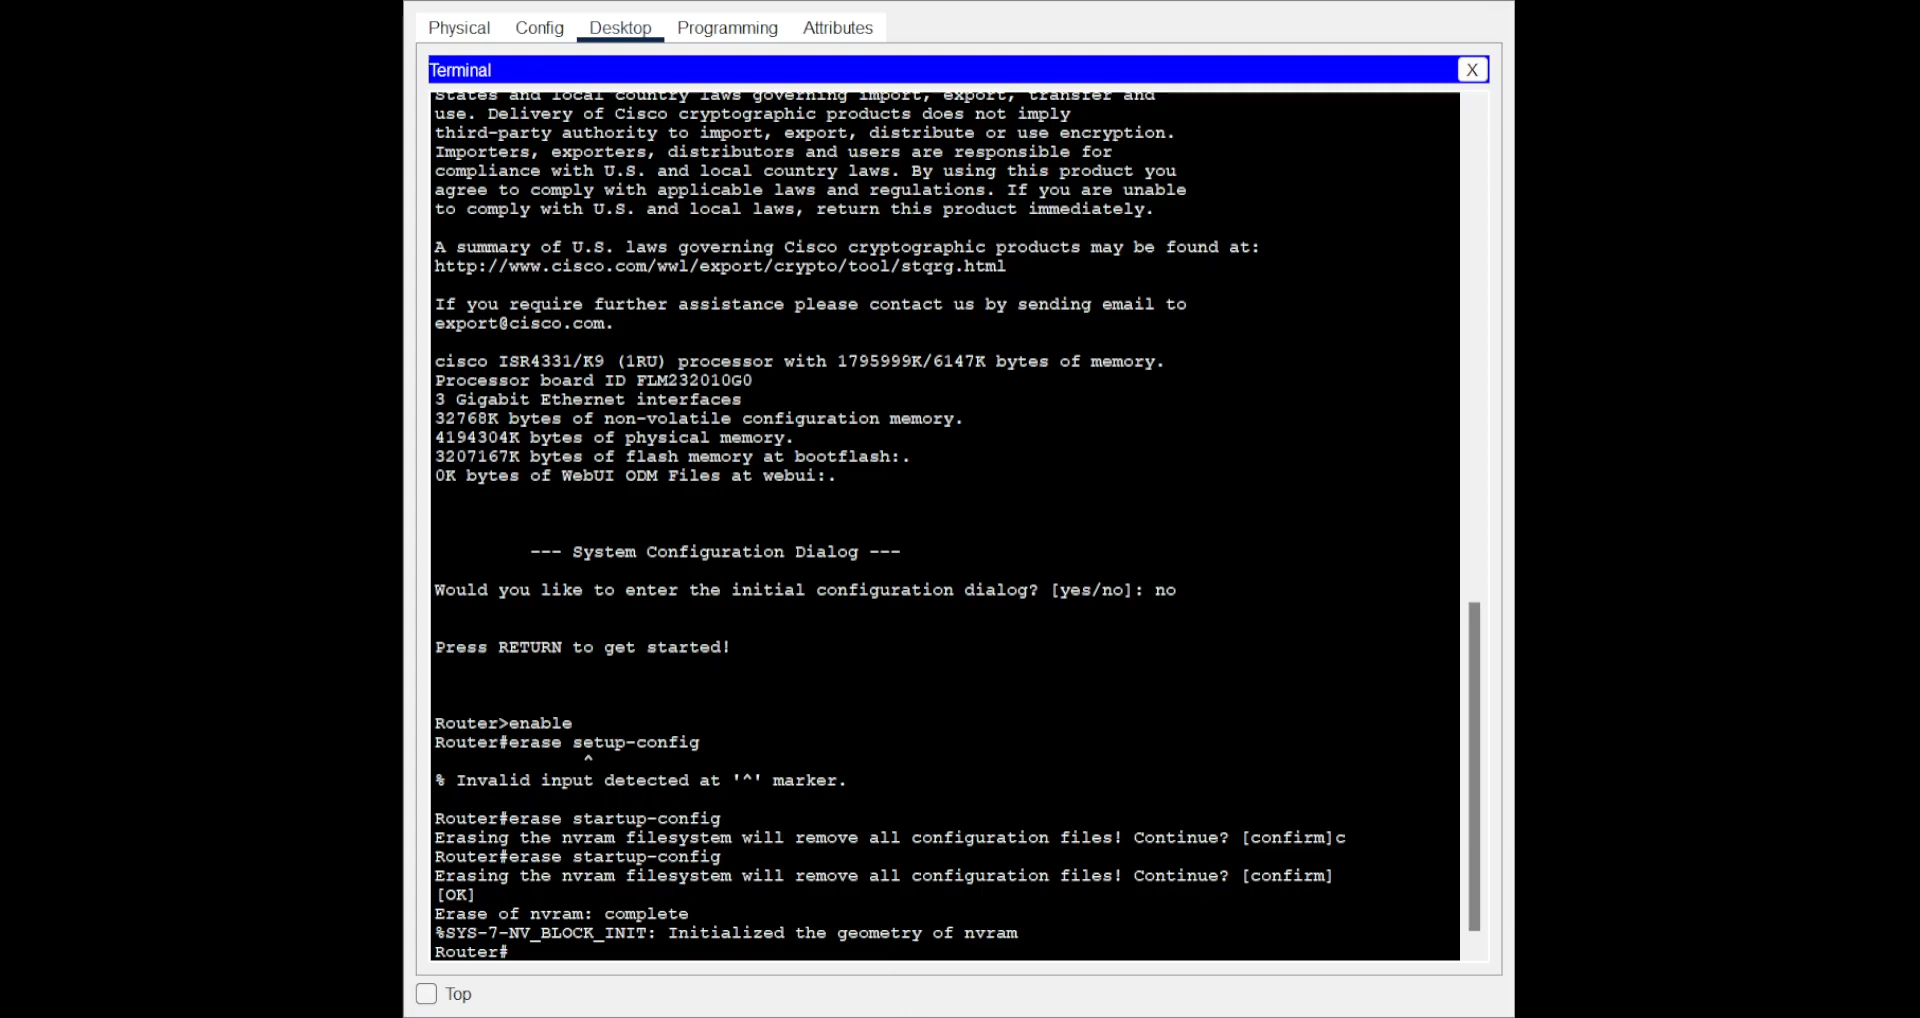 Physical Config Desktop Programming Attributes
Terminal X
States and local country laws governing import, export, transfer and
use. Delivery of Cisco cryptographic products does not imply
third-party authority to import, export, distribute or use encryption.
Importers, exporters, distributors and users are responsible for
compliance with U.S. and local country laws. By using this product you
agree to comply with applicable laws and regulations. If you are unable
to comply with U.S. and local laws, return this product immediately.
A summary of U.S. laws governing Cisco cryptographic products may be found at:
http://www.cisco.com/wwl/export/crypto/tool/stqrg.html
If you require further assistance please contact us by sending email to
export@cisco.com.
cisco ISR4331/K9 (1RU) processor with 1795999K/6147K bytes of memory.
Processor board ID FLM232010G0
3 Gigabit Ethernet interfaces
32768K bytes of non-volatile configuration memory.
4194304K bytes of physical memory.
3207167K bytes of flash memory at bootflash:.
0K bytes of WebUI ODM Files at webui:.
--- System Configuration Dialog ---
Would you like to enter the initial configuration dialog? [yes/no]: no
Press RETURN to get started!
Router>enable
Router#erase setup-config
^
% Invalid input detected at '^' marker.
Router#erase startup-config
Erasing the nvram filesystem will remove all configuration files! Continue? [confirm]c
Router#erase startup-config
Erasing the nvram filesystem will remove all configuration files! Continue? [confirm]
[OK]
Erase of nvram: complete
%SYS-7-NV_BLOCK_INIT: Initialized the geometry of nvram
Router#
Top